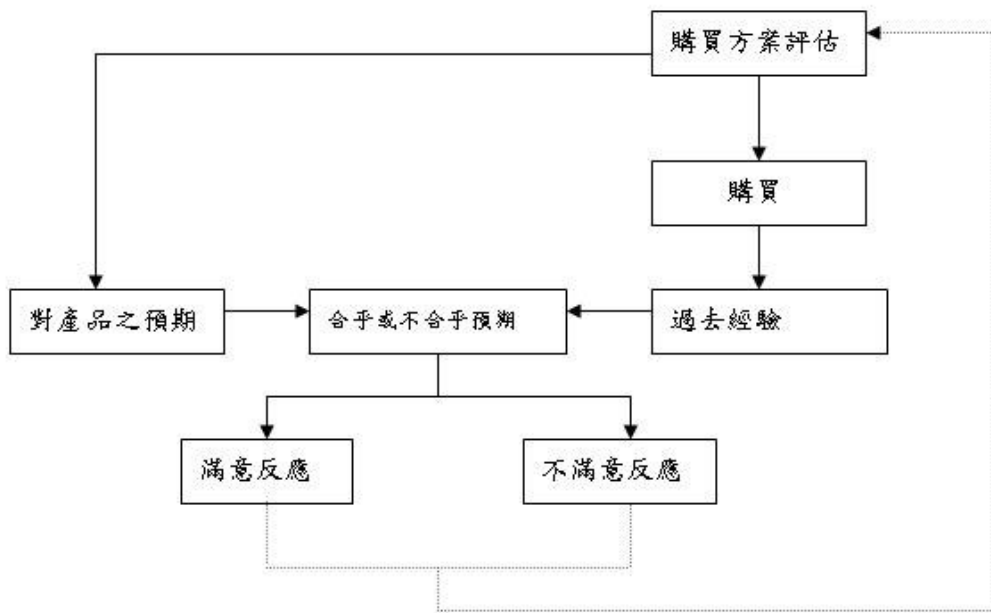 購買方案評估
購買
對產品之預期
合乎或不合乎預期
過去經驗
滿意反應
不滿意反應